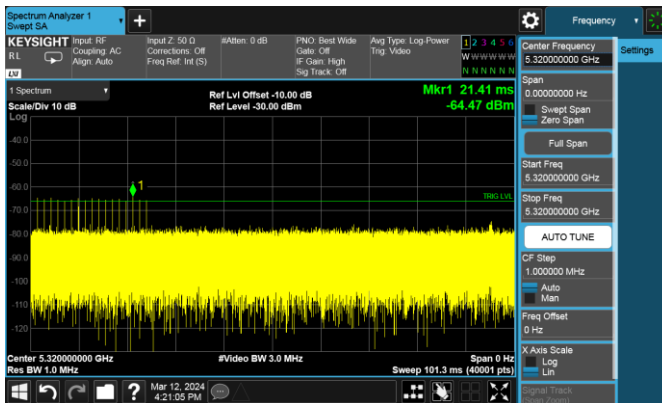 Spectrum Analyzer 1
Swept SA
+
Frequency
KEYSIGHT
Input: RF
Input Z: 50 Ω
#Atten: 0 dB
PNO: Best Wide
Avg Type: Log-Power
1 2 3 4 5 6
RL
Coupling: AC
Corrections: Off
Gate: Off
Trig: Video
W W W W W W
Align: Auto
Freq Ref: Int (S)
IF Gain: High
Sig Track: Off
N N N N N N
LXI
1 Spectrum
Ref Lvl Offset -10.00 dB
Mkr1 21.41 ms
Scale/Div 10 dB
Ref Level -30.00 dBm
-64.47 dBm
Log
-40.0
-50.0
-60.0
1
TRIG LVL
-70.0
-80.0
-90.0
-100
-110
-120
Center 5.320000000 GHz
#Video BW 3.0 MHz
Span 0 Hz
Res BW 1.0 MHz
Sweep 101.3 ms (40001 pts)
?
Mar 12, 2024
4:21:05 PM
Center Frequency
5.320000000 GHz
Settings
Span
0.00000000 Hz
Swept Span
Zero Span
Full Span
Start Freq
5.320000000 GHz
Stop Freq
5.320000000 GHz
AUTO TUNE
CF Step
1.000000 MHz
Auto
Man
Freq Offset
0 Hz
X Axis Scale
Log
Lin
Signal Track
(Span Zoom)